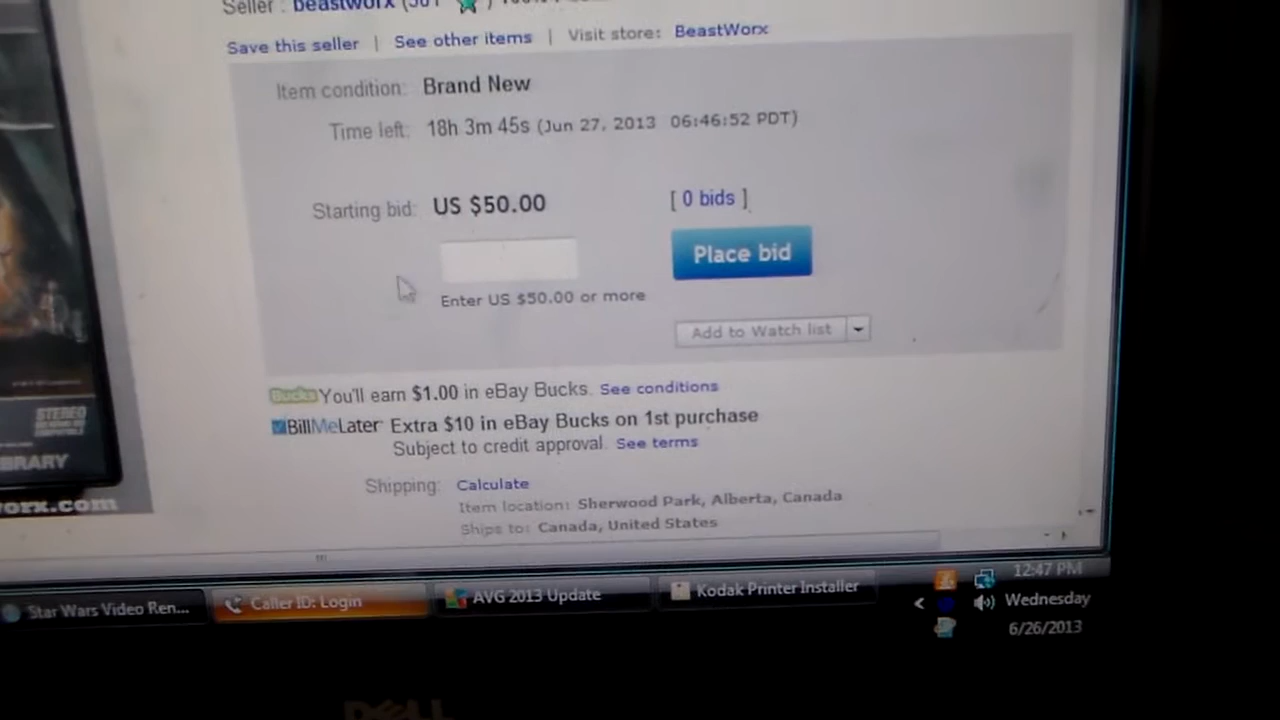 Seller : beastworx
Save this seller | See other items | Visit store: BeastWorx
Item condition: Brand New
Time left: 18h 3m 45s (Jun 27, 2013 06:46:52 PDT)
Starting bid: US $50.00 [ 0 bids ]
Place bid
Enter US $50.00 or more
Add to Watch list
Bucks You'll earn $1.00 in eBay Bucks. See conditions
BillMeLater Extra $10 in eBay Bucks on 1st purchase
Subject to credit approval. See terms
STEREO
Shipping: Calculate
Item location: Sherwood Park, Alberta, Canada
Ships to: Canada, United States
Star Wars Video Ren... Caller ID: Login AVG 2013 Update Kodak Printer Installer
12:47 PM
Wednesday
6/26/2013
DELL